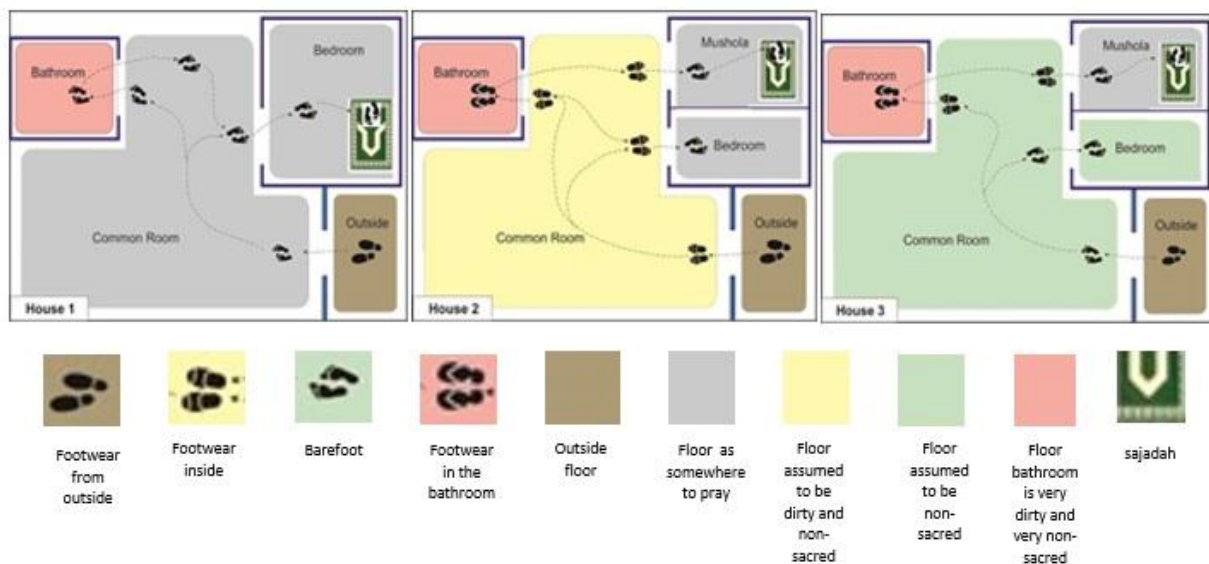 Bathroom
Bedroom
Common Room
Outside
House 1
Bathroom
Mushola
Bedroom
Common Room
Outside
House 2
Bathroom
Mushola
Bedroom
Common Room
Outside
House 3
Footwear
from
outside
Footwear
inside
Barefoot
Footwear
in the
bathroom
Outside
floor
Floor as
somewhere
to pray
Floor
assumed
to be
dirty and
non-
sacred
Floor
assumed
to be
non-
sacred
Floor
bathroom
is very
dirty and
very non-
sacred
sajadah